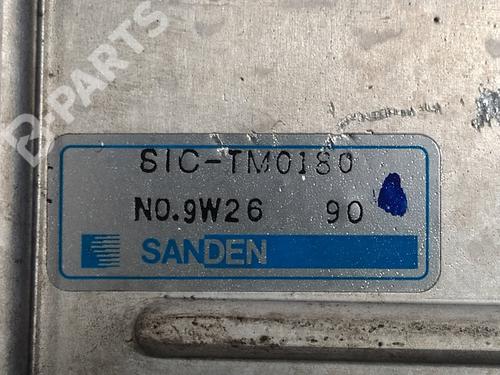 B-PARTS
SIC-TM0180
NO.9W26 90
SANDEN